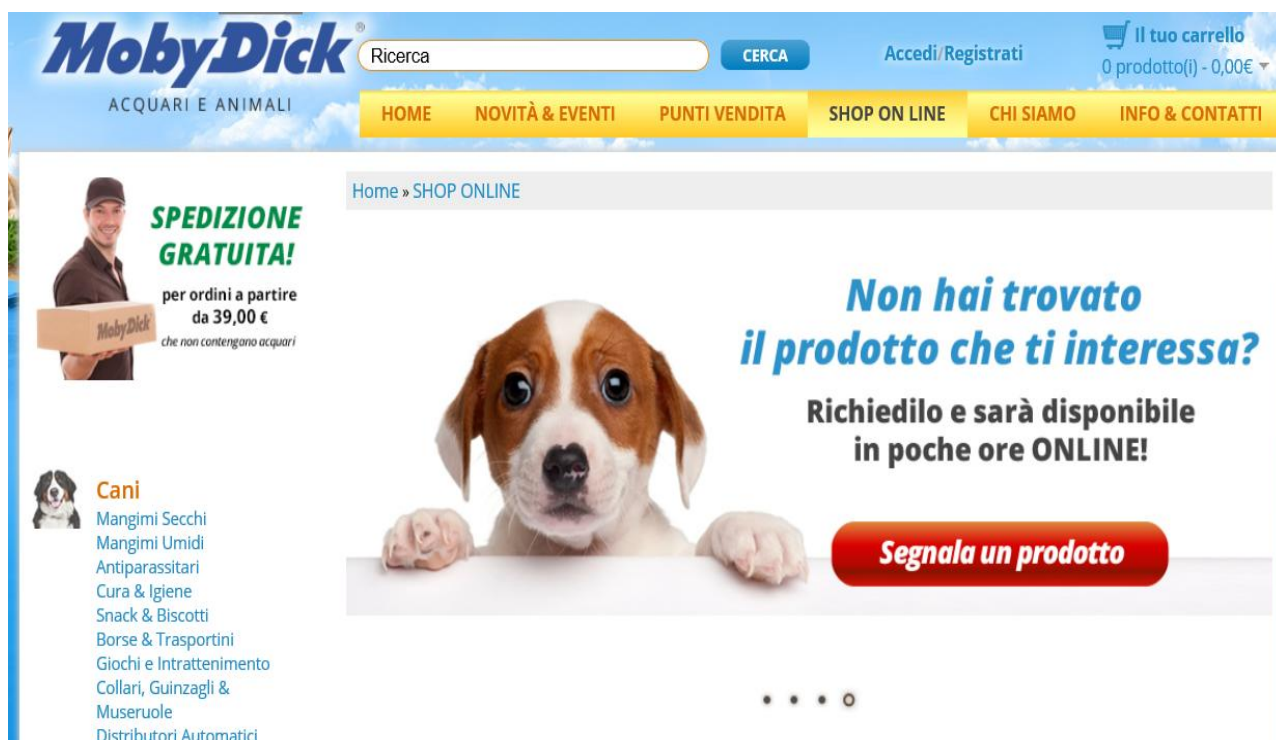 MobyDick®
ACQUARI E ANIMALI
Ricerca
CERCA
Accedi/Registrati
Il tuo carrello
0 prodotto(i) - 0,00€
HOME
NOVITÀ & EVENTI
PUNTI VENDITA
SHOP ON LINE
CHI SIAMO
INFO & CONTATTI
SPEDIZIONE
GRATUITA!
per ordini a partire
da 39,00 €
che non contengono acquari
MobyDick
Home » SHOP ONLINE
Non hai trovato
il prodotto che ti interessa?
Richiedilo e sarà disponibile
in poche ore ONLINE!
Segnala un prodotto
Cani
Mangimi Secchi
Mangimi Umidi
Antiparassitari
Cura & Igiene
Snack & Biscotti
Borse & Trasportini
Giochi e Intrattenimento
Collari, Guinzagli &
Museruole
Distributori Automatici